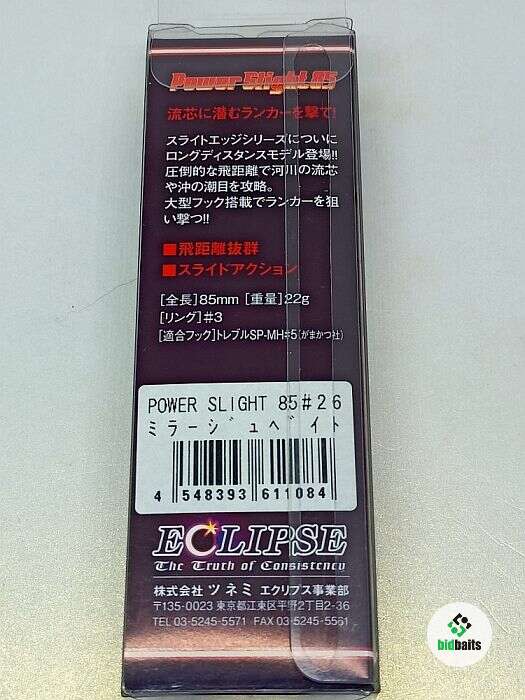 Power Slight 85
流芯に潜むランカーを撃て!
スライトエッジシリーズについに
ロングディスタンスモデル登場!!
圧倒的な飛距離で河川の流芯
や沖の潮目を攻略。
大型フック搭載でランカーを狙
い撃つ!!
■飛距離抜群
■スライドアクション
[全長]85mm [重量]22g
[リング]#3
[適合フック]トレブルSP-MH#5(がまかつ社)
POWER SLIGHT 85#26
ミラージュベイト
4 548393 611084
ECLIPSE
The Truth of Consistency
株式会社 ツネミ エクリプス事業部
〒135-0023 東京都江東区平野2丁目2-36
TEL 03-5245-5571 FAX 03-5245-5561
bidbaits